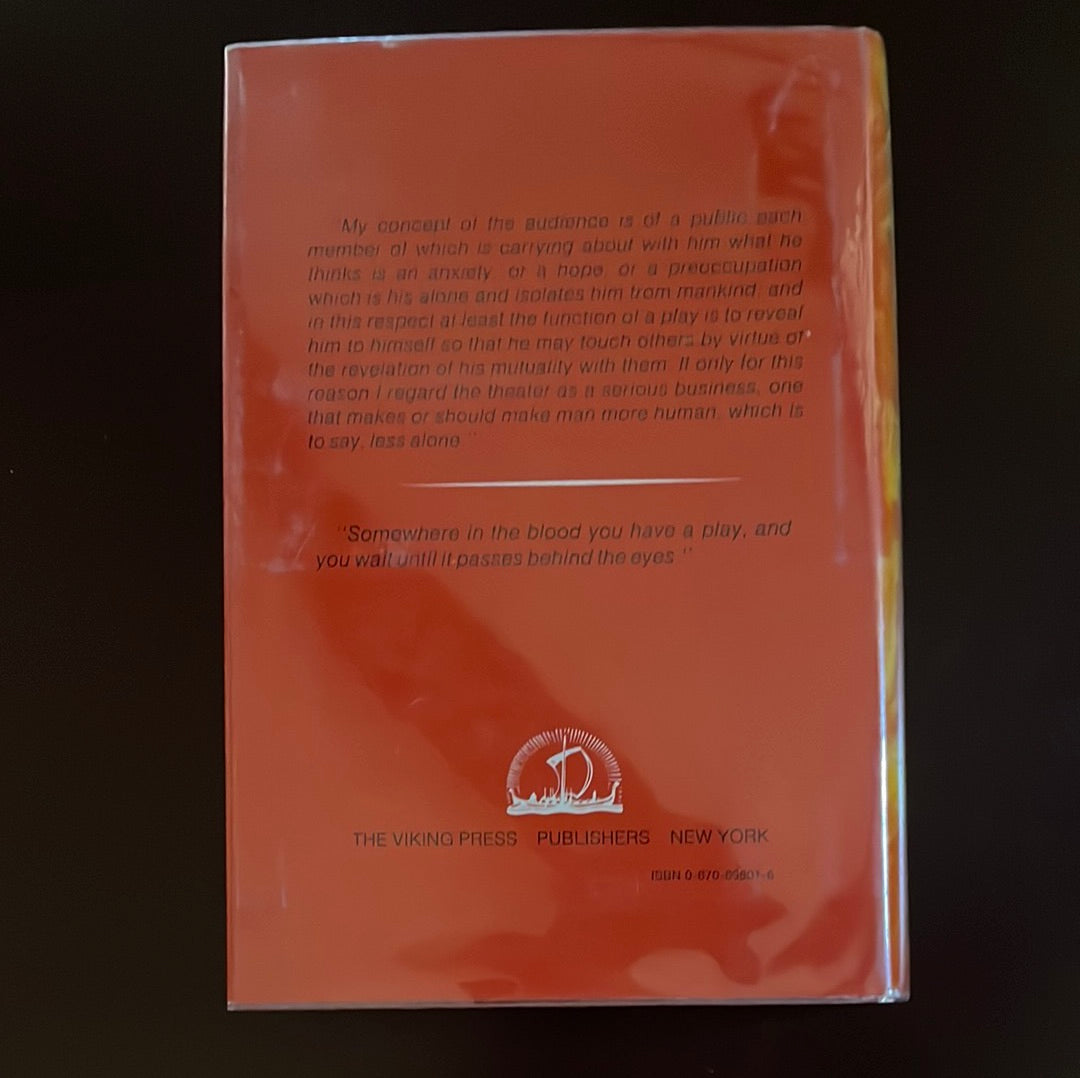 "My concept of the audience is of a public each
member of which is carrying about with him what he
thinks is an anxiety, or a hope, or a preoccupation
which is his alone and isolates him from mankind; and
in this respect at least the function of a play is to reveal
him to himself so that he may touch others by virtue of
the revelation of his mutuality with them. If only for this
reason I regard the theater as a serious business, one
that makes or should make man more human, which is
to say, less alone."
"Somewhere in the blood you have a play, and
you wait until it passes behind the eyes."
THE VIKING PRESS PUBLISHERS NEW YORK
ISBN